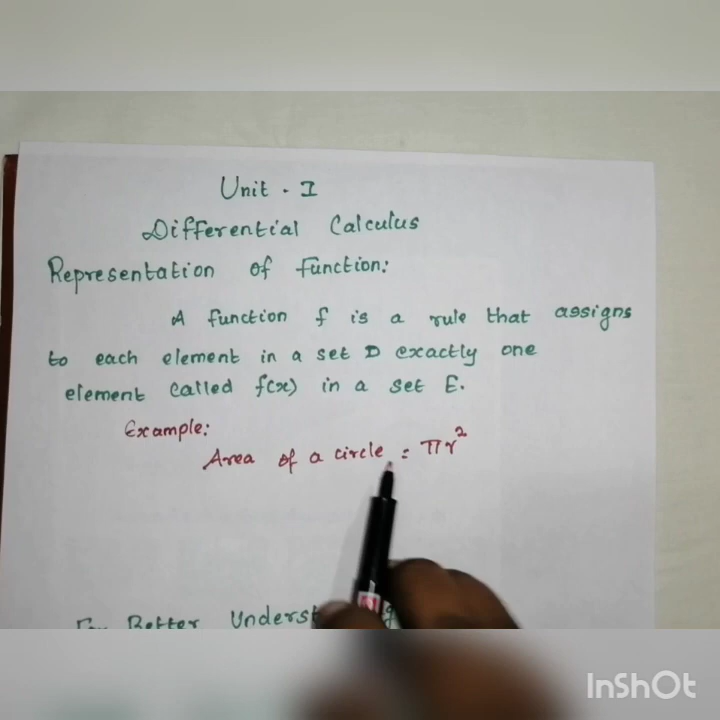 Unit - I
Differential Calculus
Representation of Function:
A function f is a rule that assigns
to each element in a set D exactly one
element called f(x) in a set E.
Example:
Area of a circle = πr²
Better
InShOt